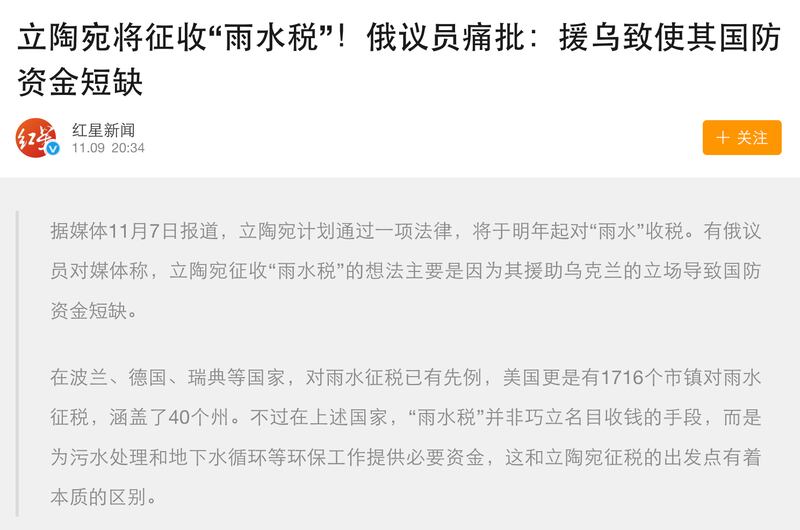 立陶宛将征收“雨水税”！俄议员痛批：援乌致使其国防
资金短缺
红星
红星新闻
11.09 20:34
＋ 关注
据媒体11月7日报道，立陶宛计划通过一项法律，将于明年起对“雨水”收税。有俄议
员对媒体称，立陶宛征收“雨水税”的想法主要是因为其援助乌克兰的立场导致国防
资金短缺。
在波兰、德国、瑞典等国家，对雨水征税已有先例，美国更是有1716个市镇对雨水
征税，涵盖了40个州。不过在上述国家，“雨水税”并非巧立名目收钱的手段，而是
为污水处理和地下水循环等环保工作提供必要资金，这和立陶宛征税的出发点有着
本质的区别。